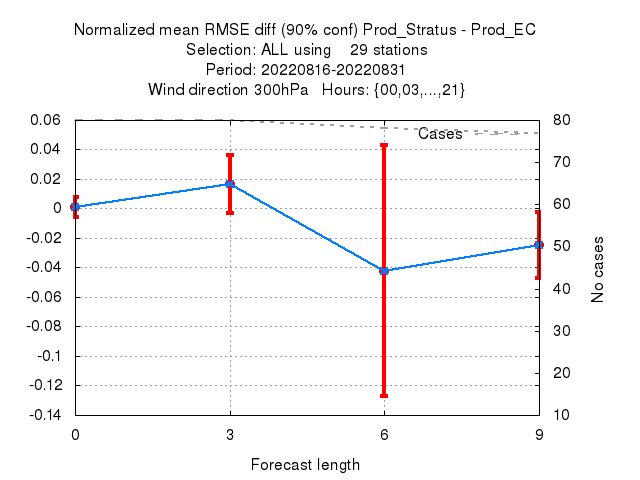 Normalized mean RMSE diff (90% conf) Prod_Stratus - Prod_EC
Selection: ALL using    29 stations
Period: 20220816-20220831
Wind direction 300hPa   Hours: {00,03,...,21}
0.06
0.04
0.02
0
-0.02
-0.04
-0.06
-0.08
-0.1
-0.12
-0.14
Cases
80
70
60
50
40
30
20
10
No cases
0 3 6 9
Forecast length